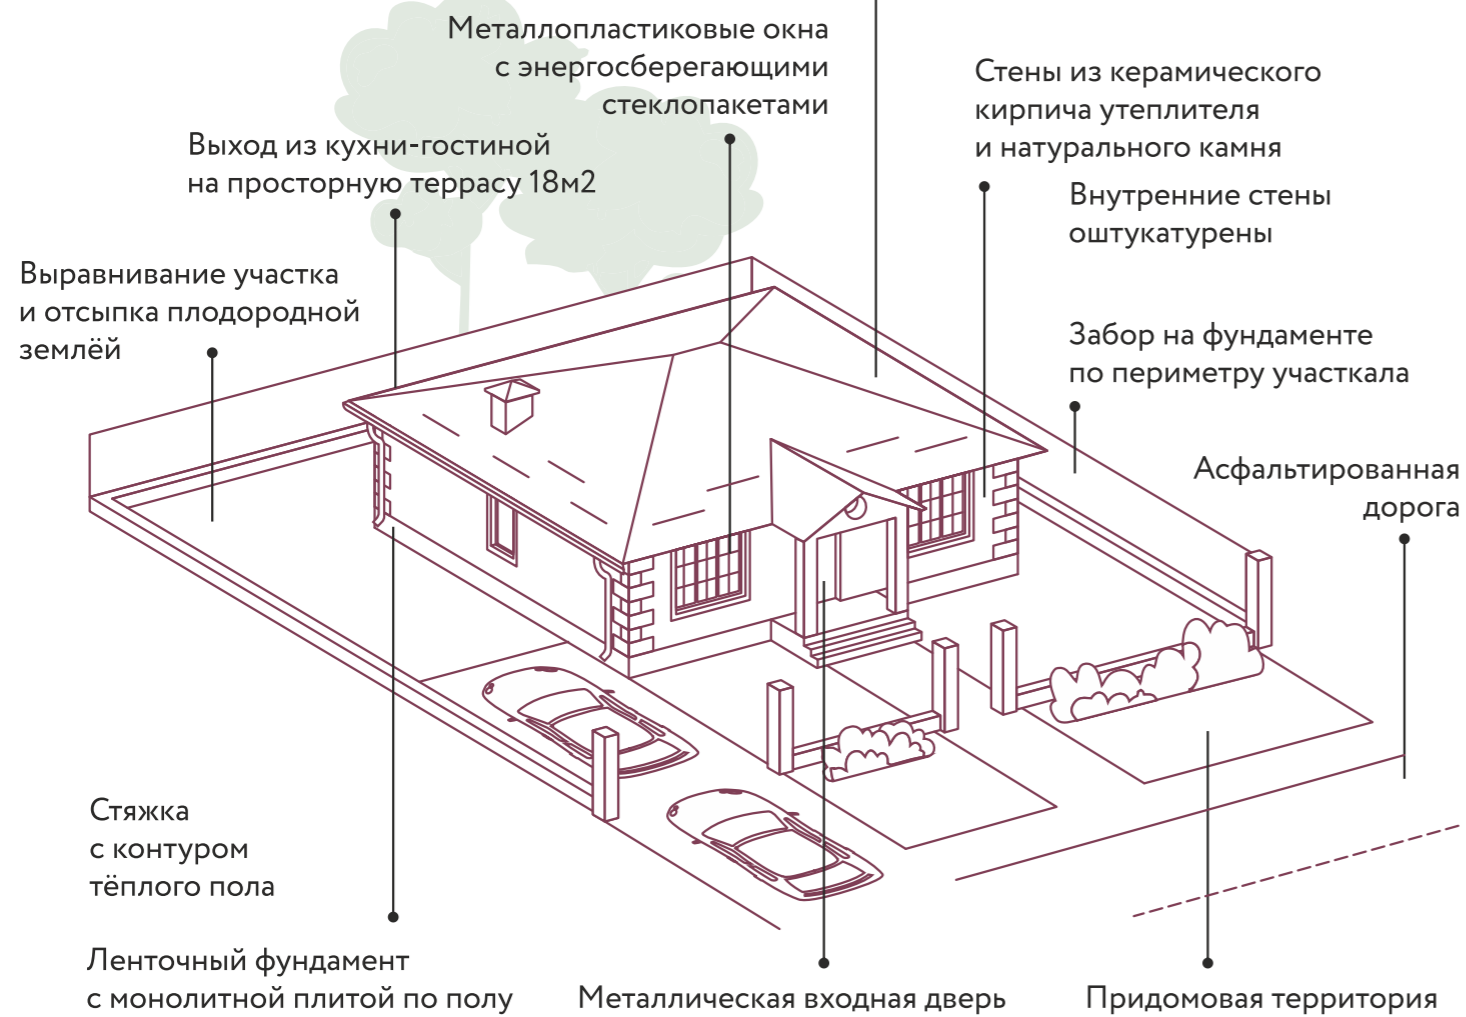 Металлопластиковые окна
с энергосберегающими
стеклопакетами
Стены из керамического
кирпича утеплителя
и натурального камня
Выход из кухни-гостиной
на просторную террасу 18м2
Внутренние стены
оштукатурены
Выравнивание участка
и отсыпка плодородной
землёй
Забор на фундаменте
по периметру участкала
Асфальтированная
дорога
Стяжка
с контуром
тёплого пола
Ленточный фундамент
с монолитной плитой по полу
Металлическая входная дверь
Придомовая территория